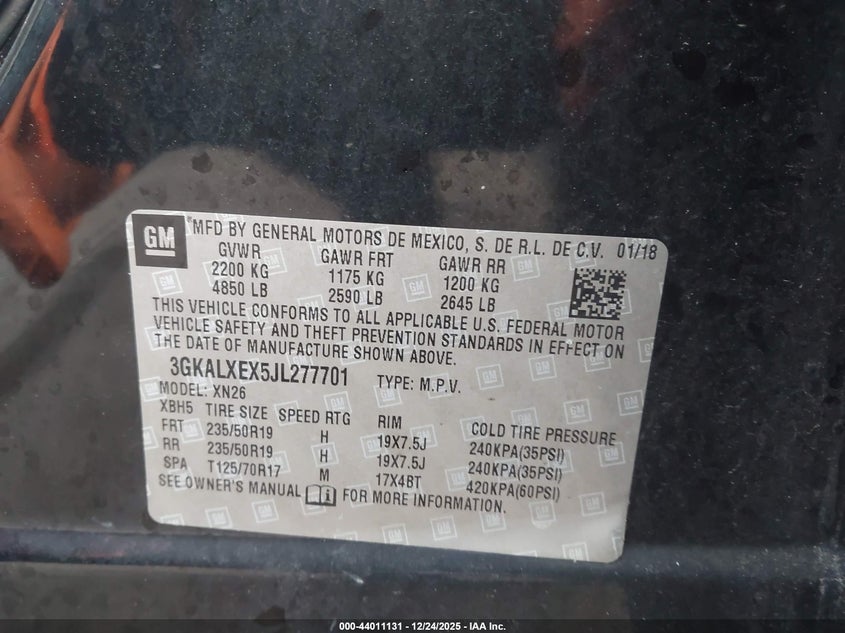 GM
MFD BY GENERAL MOTORS DE MEXICO, S. DE R.L. DE C.V. 01/18
GVWR GAWR FRT GAWR RR
2200 KG 1175 KG 1200 KG
4850 LB 2590 LB 2645 LB
THIS VEHICLE CONFORMS TO ALL APPLICABLE U.S. FEDERAL MOTOR
VEHICLE SAFETY AND THEFT PREVENTION STANDARDS IN EFFECT ON
THE DATE OF MANUFACTURE SHOWN ABOVE.
3GKALXEX5JL277701 TYPE: M.P.V.
MODEL: XN26
XBH5 TIRE SIZE SPEED RTG RIM COLD TIRE PRESSURE
FRT 235/50R19 H 19X7.5J 240KPA(35PSI)
RR 235/50R19 H 19X7.5J 240KPA(35PSI)
SPA T125/70R17 M 17X4BT 420KPA(60PSI)
SEE OWNER'S MANUAL FOR MORE INFORMATION.
000-44011131 - 12/24/2025 - IAA Inc.